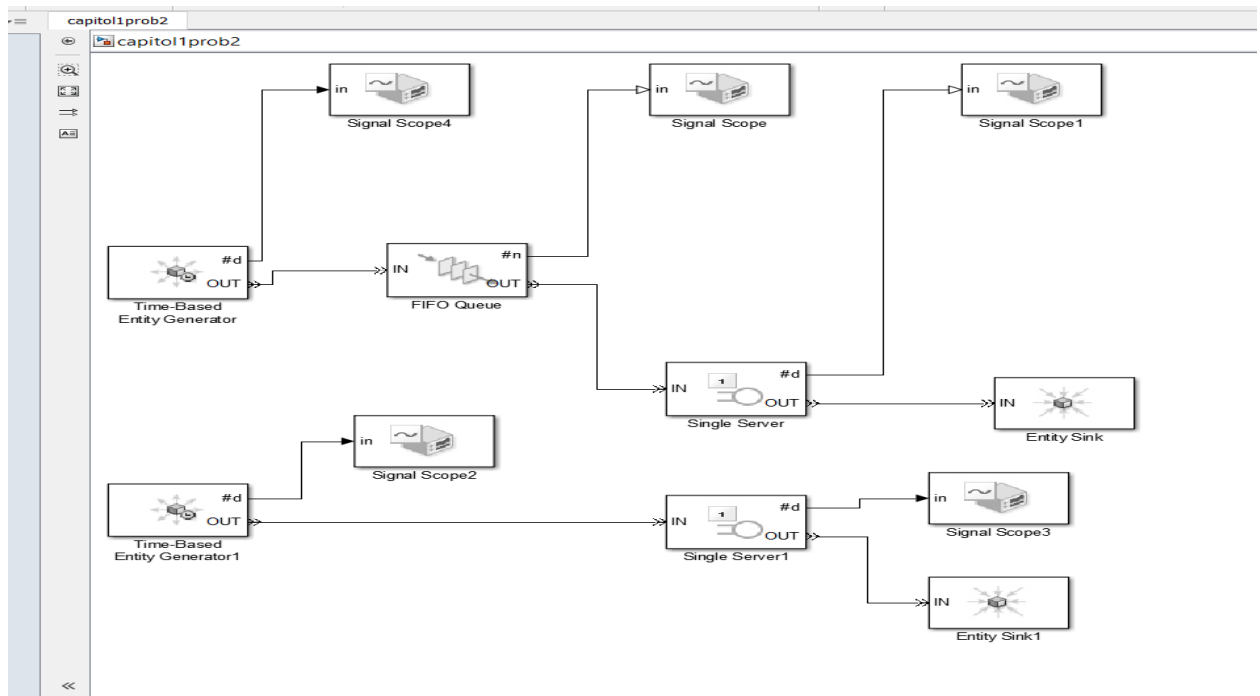 capitol1prob2
capitol1prob2
in
Signal Scope4
in
Signal Scope
in
Signal Scope1
#d
OUT
Time-Based
Entity Generator
IN
#n
OUT
FIFO Queue
IN
1
#d
OUT
Single Server
IN
Entity Sink
in
Signal Scope2
#d
OUT
Time-Based
Entity Generator1
IN
1
#d
OUT
Single Server1
in
Signal Scope3
IN
Entity Sink1